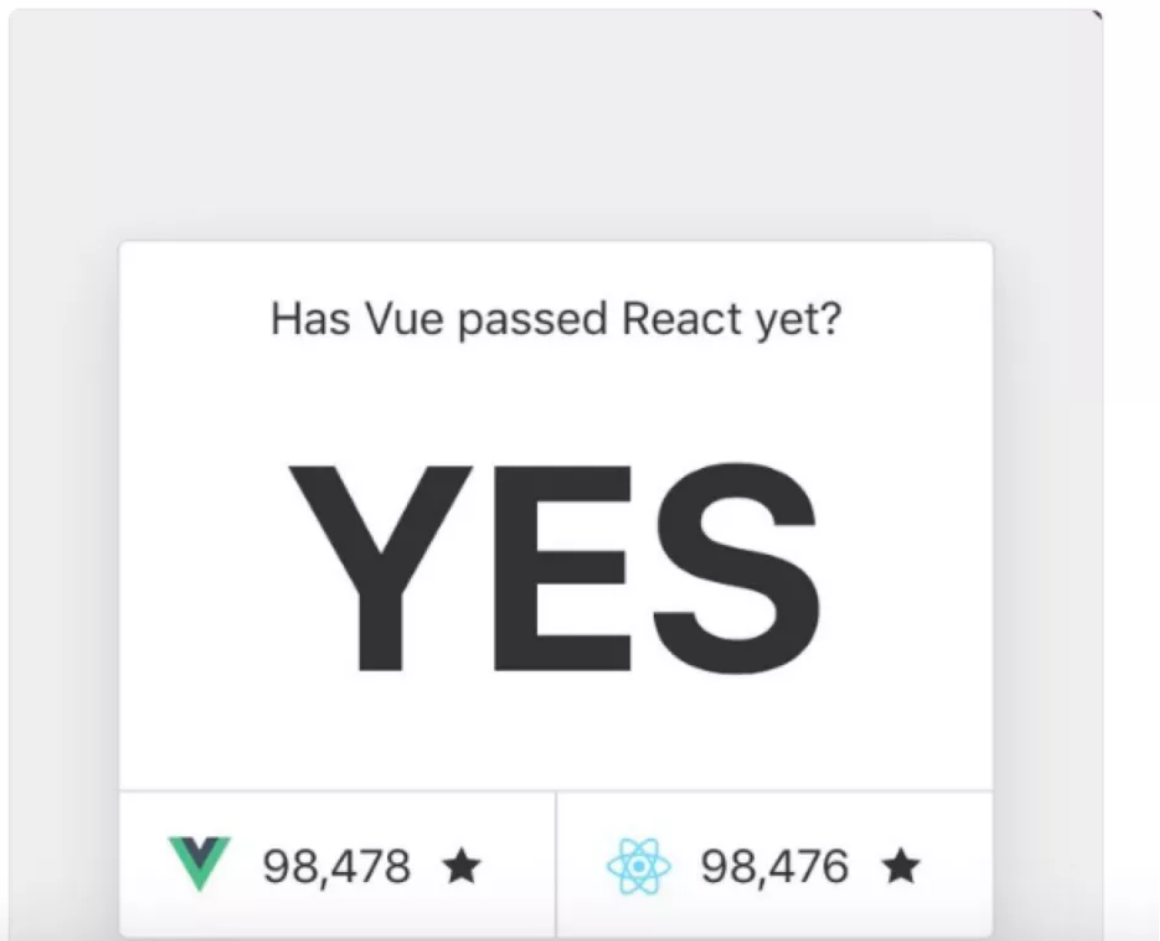 Has Vue passed React yet?
YES
98,478 ★ 98,476 ★